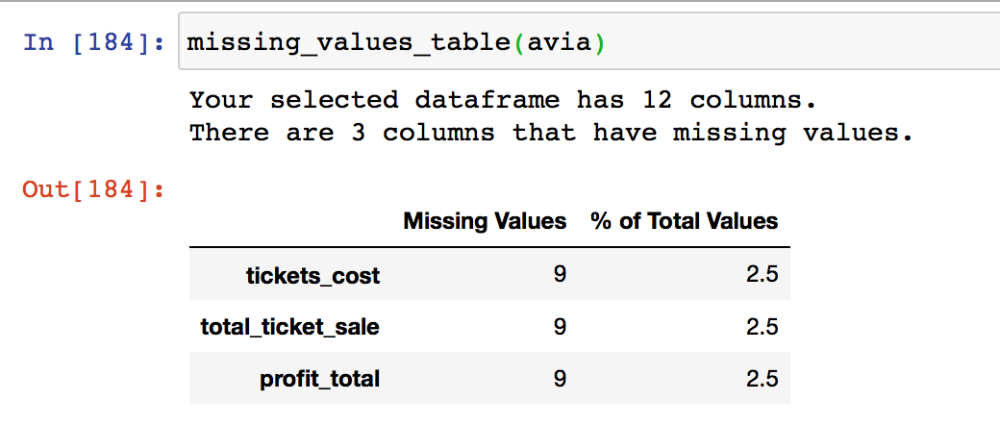 In [184]: missing_values_table(avia)
Your selected dataframe has 12 columns.
There are 3 columns that have missing values.
Out[184]:
Missing Values % of Total Values
tickets_cost 9 2.5
total_ticket_sale 9 2.5
profit_total 9 2.5